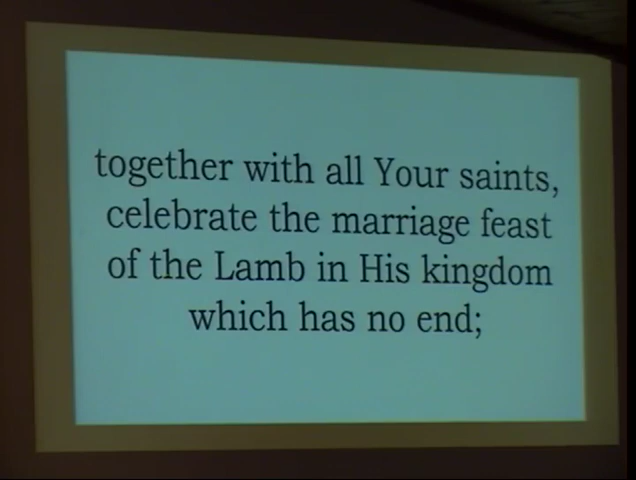 together with all Your saints,
celebrate the marriage feast
of the Lamb in His kingdom
which has no end;